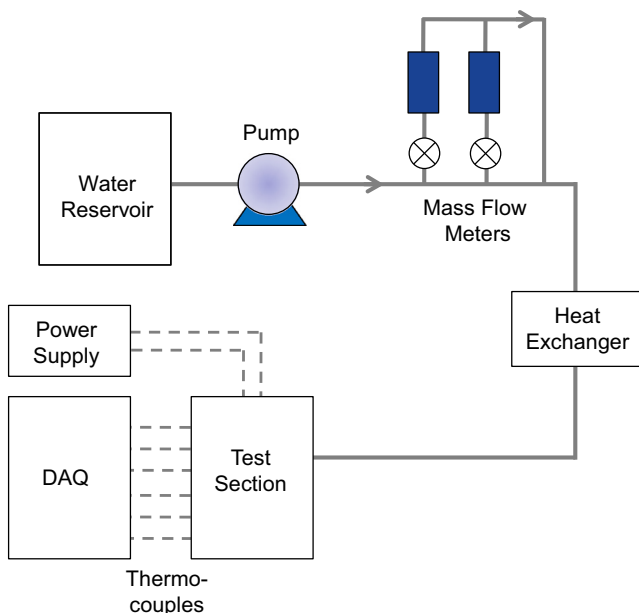 Pump
Water
Reservoir
Mass Flow
Meters
Heat
Exchanger
Power
Supply
DAQ
Test
Section
Thermo-
couples